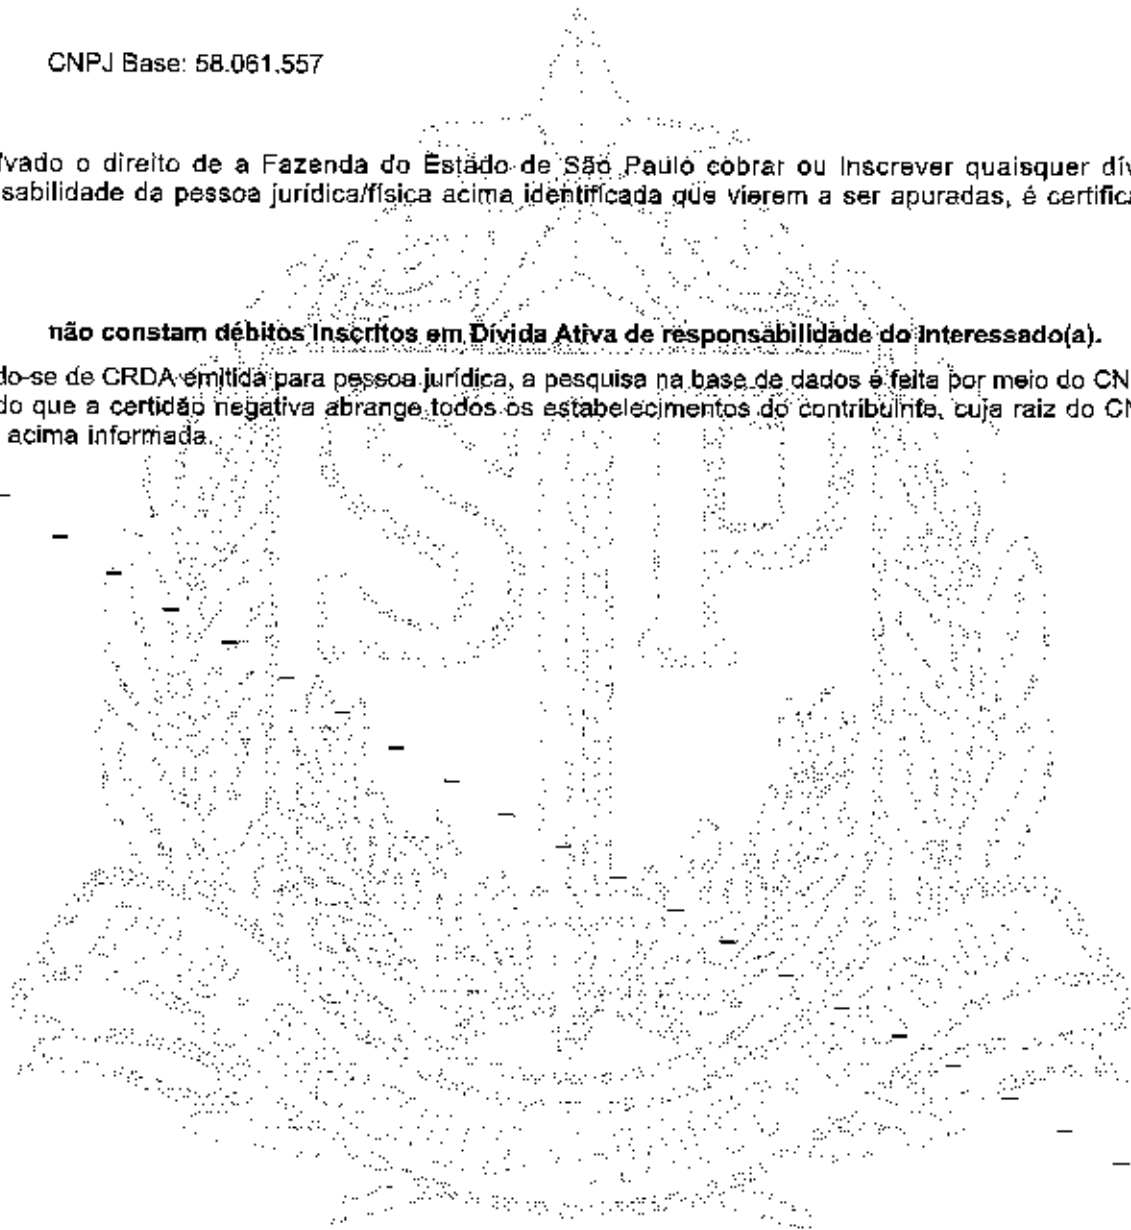 CNPJ Base: 58.061.557
lvado o direito de a Fazenda do Estado de São Paulo cobrar ou inscrever quaisquer dív
sabilidade da pessoa jurídica/física acima identificada que vierem a ser apuradas, é certifica
não constam débitos inscritos em Dívida Ativa de responsabilidade do Interessado(a).
do-se de CRDA emitida para pessoa jurídica, a pesquisa na base de dados é feita por meio do CN
do que a certidão negativa abrange todos os estabelecimentos do contribuinte, cuja raiz do CN
acima informada.
SP